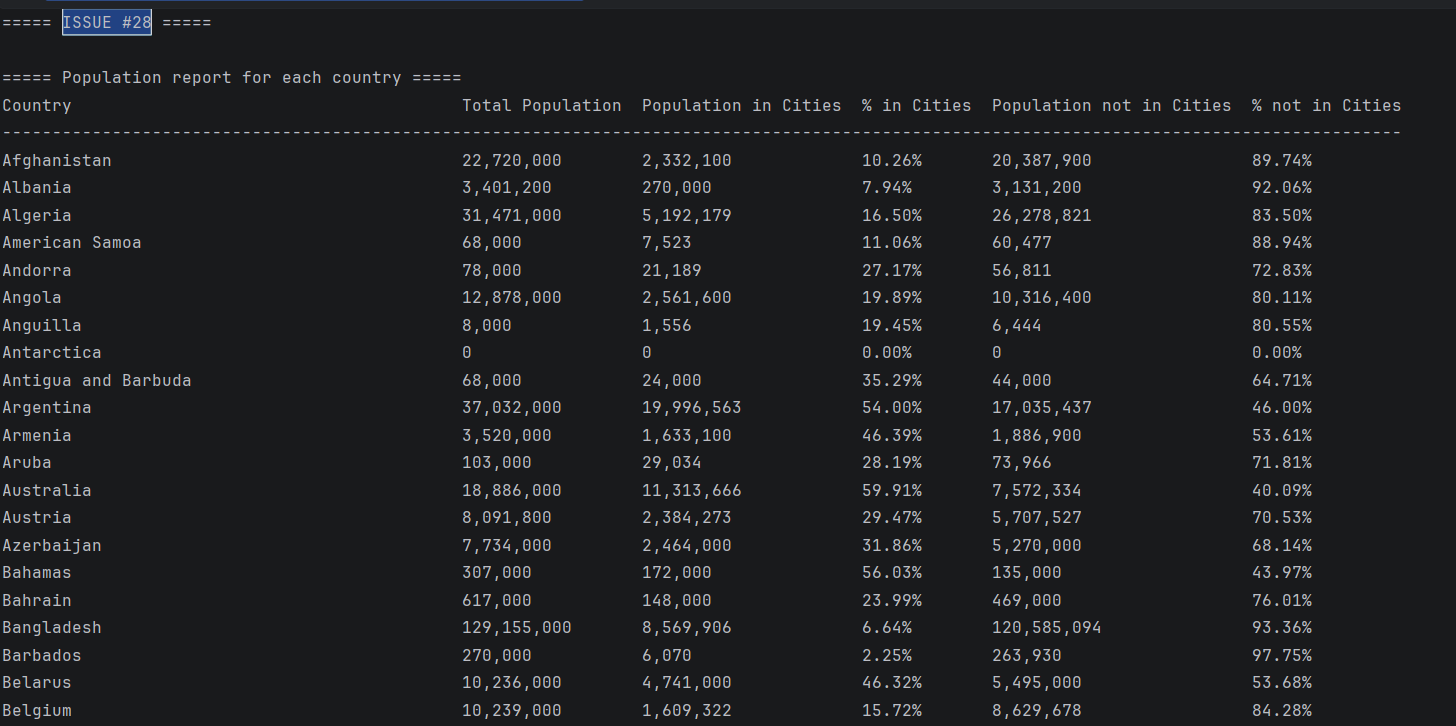 ===== ISSUE #28 =====
===== Population report for each country =====
Country Total Population Population in Cities % in Cities Population not in Cities % not in Cities
--------------------------------------------------------------------------------------------------------------------------------------------
Afghanistan 22,720,000 2,332,100 10.26% 20,387,900 89.74%
Albania 3,401,200 270,000 7.94% 3,131,200 92.06%
Algeria 31,471,000 5,192,179 16.50% 26,278,821 83.50%
American Samoa 68,000 7,523 11.06% 60,477 88.94%
Andorra 78,000 21,189 27.17% 56,811 72.83%
Angola 12,878,000 2,561,600 19.89% 10,316,400 80.11%
Anguilla 8,000 1,556 19.45% 6,444 80.55%
Antarctica 0 0 0.00% 0 0.00%
Antigua and Barbuda 68,000 24,000 35.29% 44,000 64.71%
Argentina 37,032,000 19,996,563 54.00% 17,035,437 46.00%
Armenia 3,520,000 1,633,100 46.39% 1,886,900 53.61%
Aruba 103,000 29,034 28.19% 73,966 71.81%
Australia 18,886,000 11,313,666 59.91% 7,572,334 40.09%
Austria 8,091,800 2,384,273 29.47% 5,707,527 70.53%
Azerbaijan 7,734,000 2,464,000 31.86% 5,270,000 68.14%
Bahamas 307,000 172,000 56.03% 135,000 43.97%
Bahrain 617,000 148,000 23.99% 469,000 76.01%
Bangladesh 129,155,000 8,569,906 6.64% 120,585,094 93.36%
Barbados 270,000 6,070 2.25% 263,930 97.75%
Belarus 10,236,000 4,741,000 46.32% 5,495,000 53.68%
Belgium 10,239,000 1,609,322 15.72% 8,629,678 84.28%